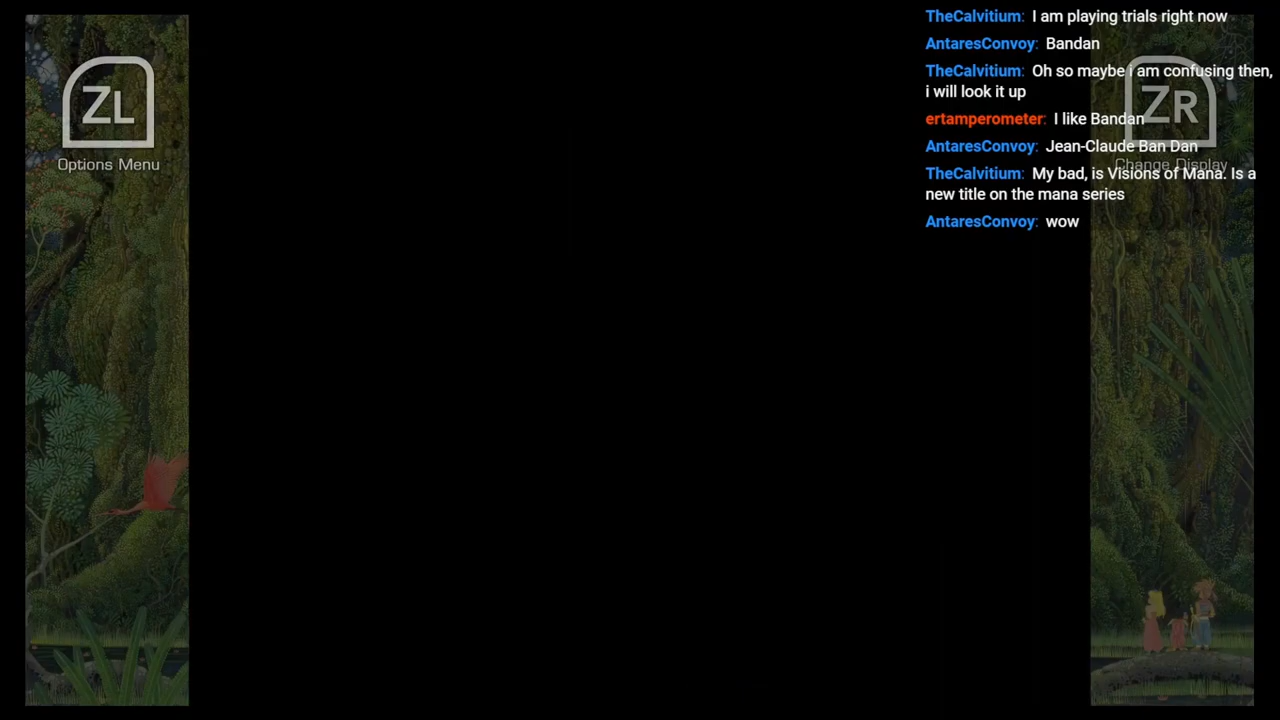 ZL
Options Menu
TheCalvitium: I am playing trials right now
AntaresConvoy: Bandan
TheCalvitium: Oh so maybe i am confusing then,
i will look it up
ertamperometer: I like Bandan
AntaresConvoy: Jean-Claude Ban Dan
TheCalvitium: My bad, is Visions of Mana. Is a
new title on the mana series
AntaresConvoy: wow
ZR
Change Display